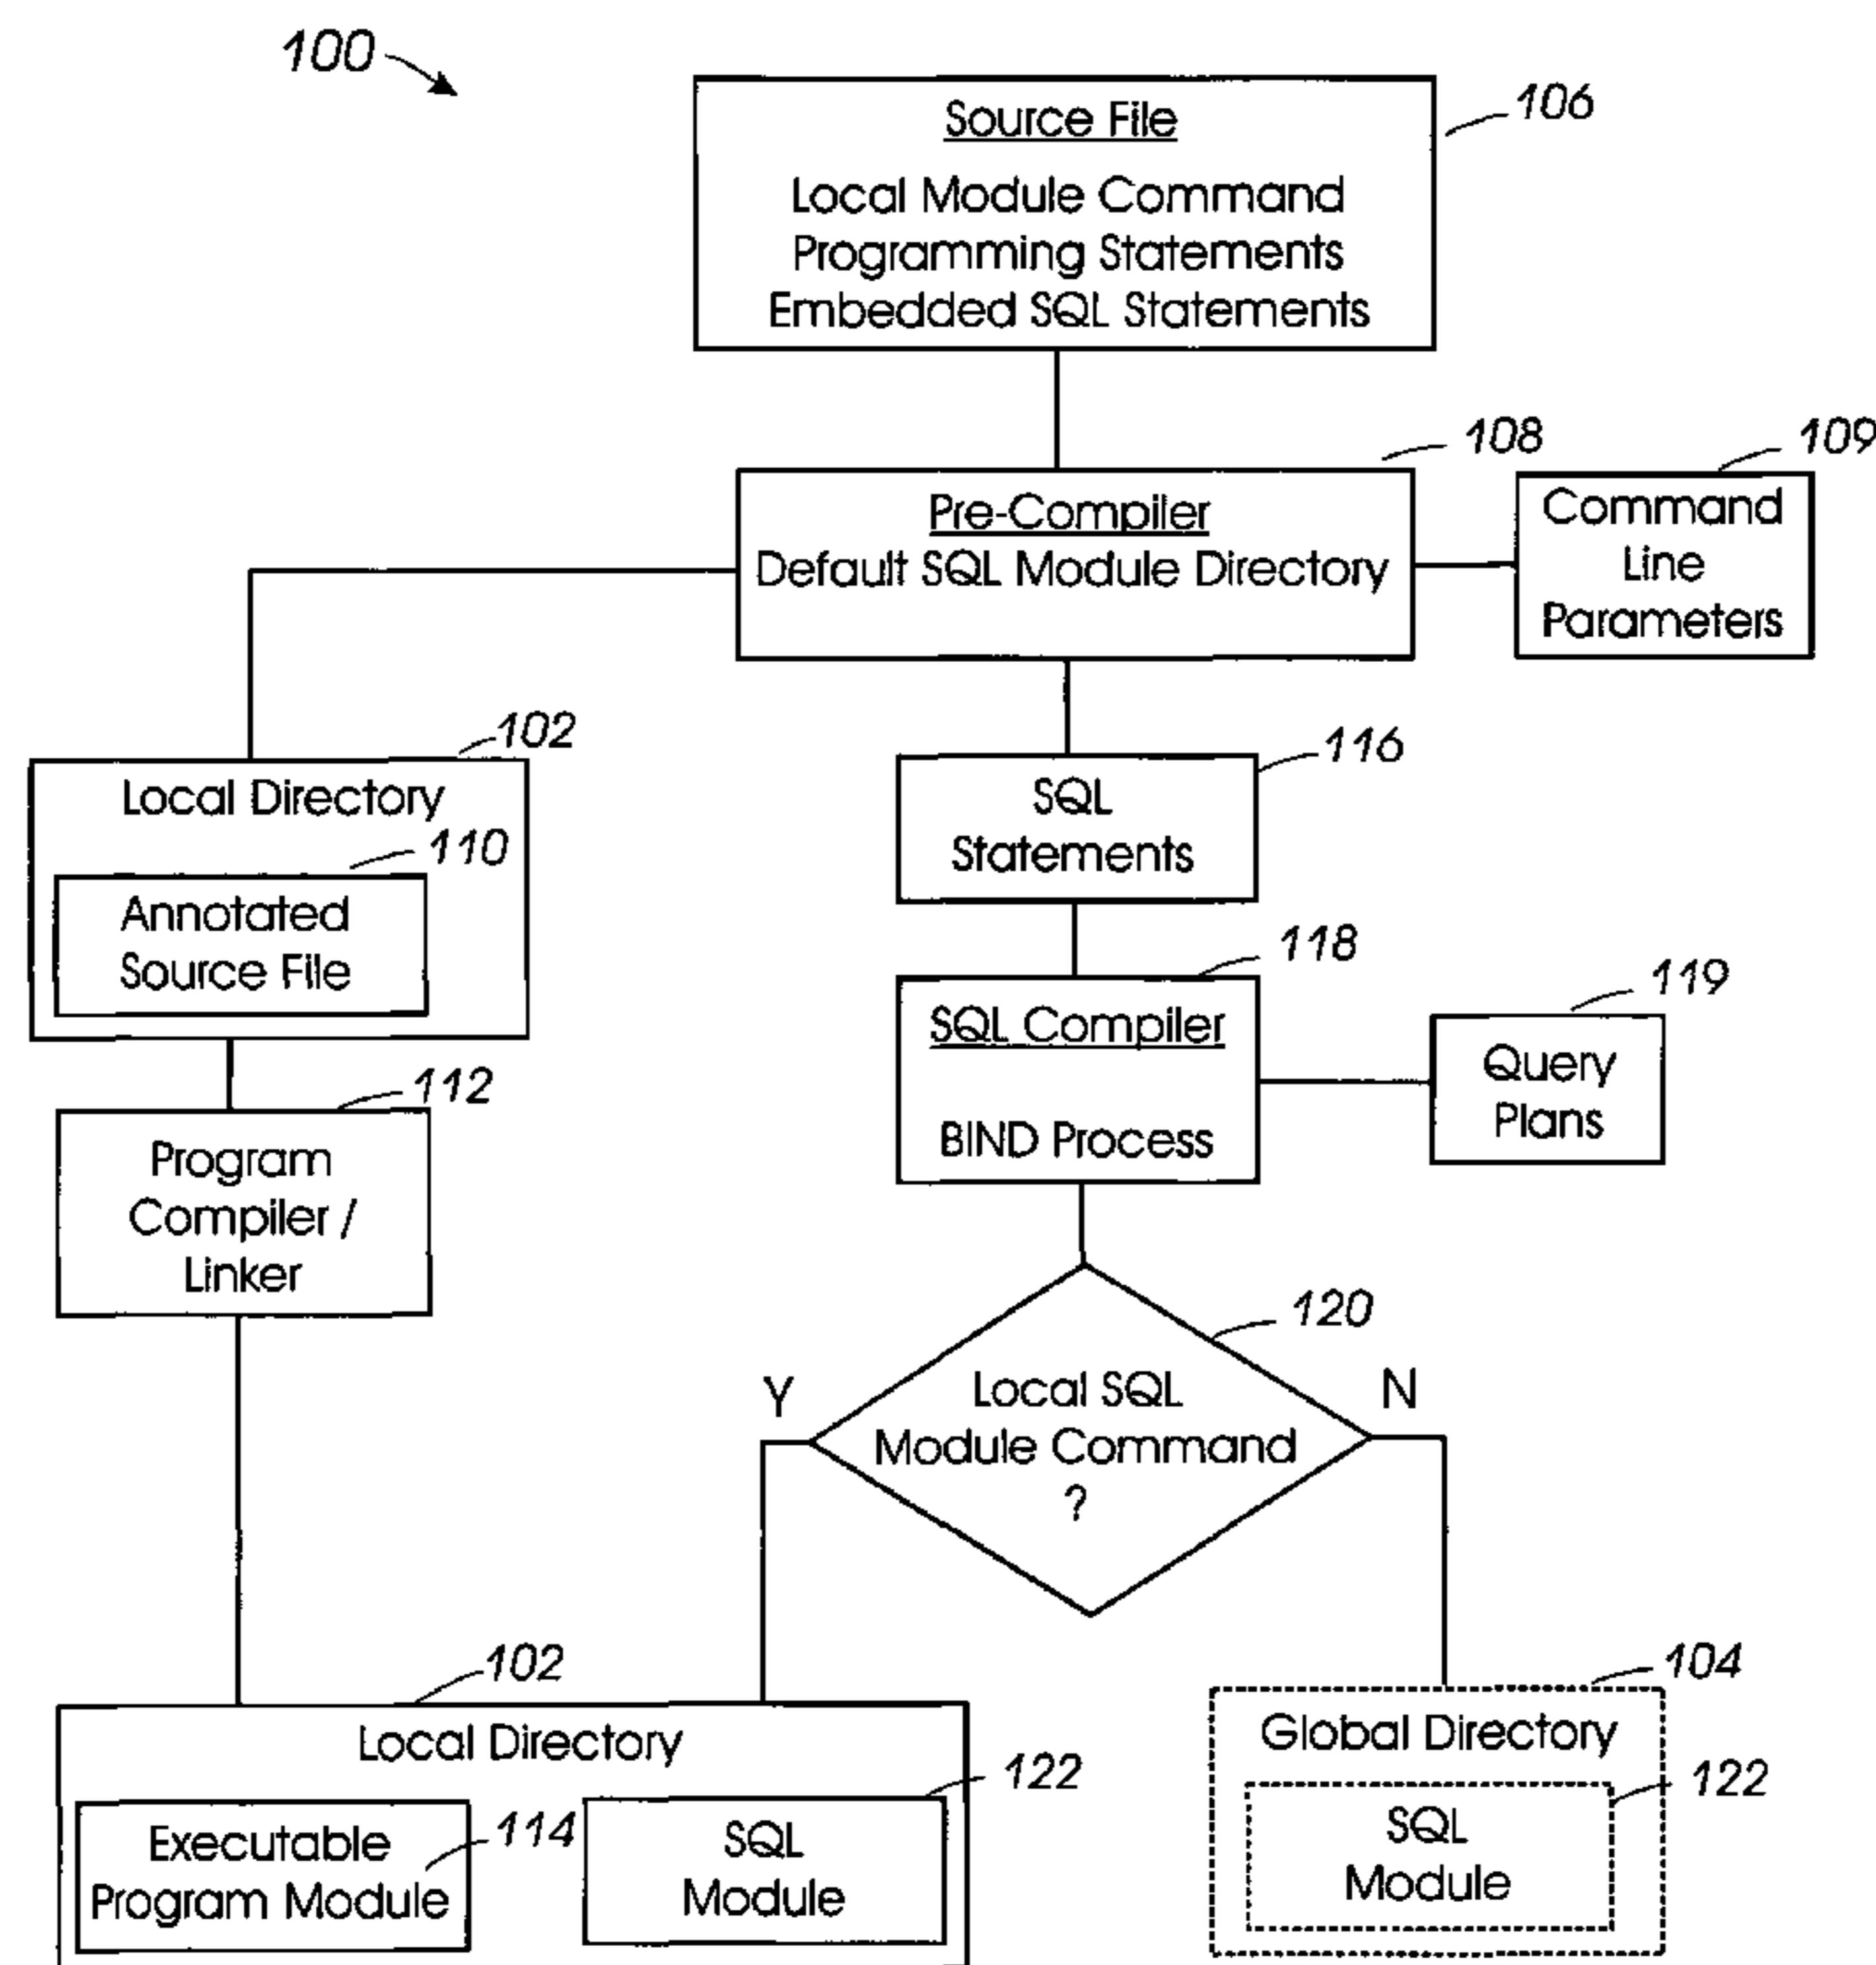 100
Source File
106
Local Module Command
Programming Statements
Embedded SQL Statements
108
109
Pre-Compiler
Default SQL Module Directory
Command
Line
Parameters
102
Local Directory
110
Annotated
Source File
116
SQL
Statements
118
SQL Compiler
BIND Process
119
Query
Plans
112
Program
Compiler /
Linker
120
Local SQL
Module Command
?
Y
N
102
Local Directory
114
Executable
Program Module
122
SQL
Module
104
Global Directory
122
SQL
Module